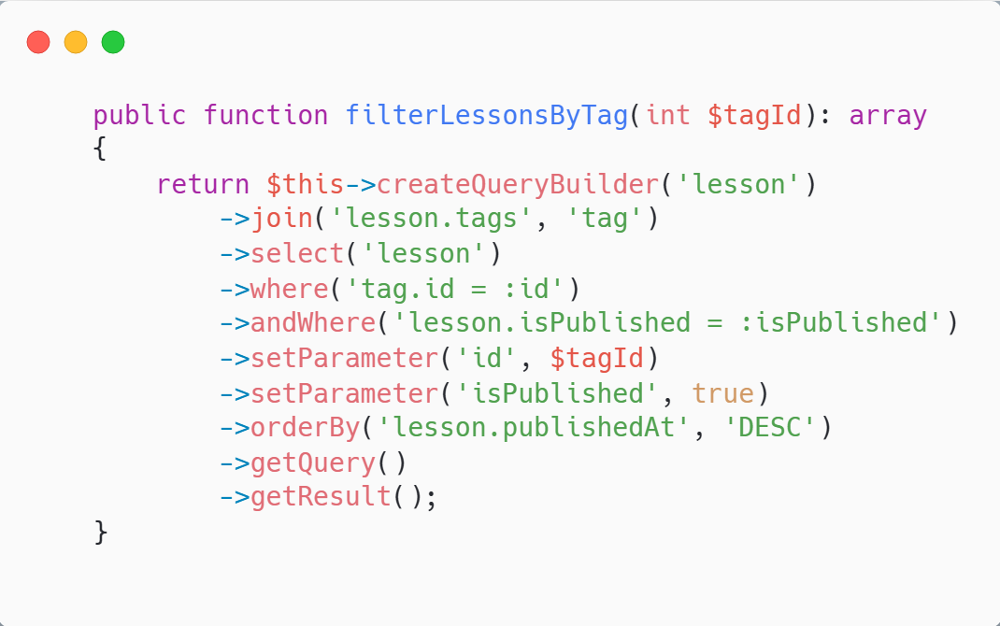 public function filterLessonsByTag(int $tagId): array
{
    return $this->createQueryBuilder('lesson')
        ->join('lesson.tags', 'tag')
        ->select('lesson')
        ->where('tag.id = :id')
        ->andWhere('lesson.isPublished = :isPublished')
        ->setParameter('id', $tagId)
        ->setParameter('isPublished', true)
        ->orderBy('lesson.publishedAt', 'DESC')
        ->getQuery()
        ->getResult();
}